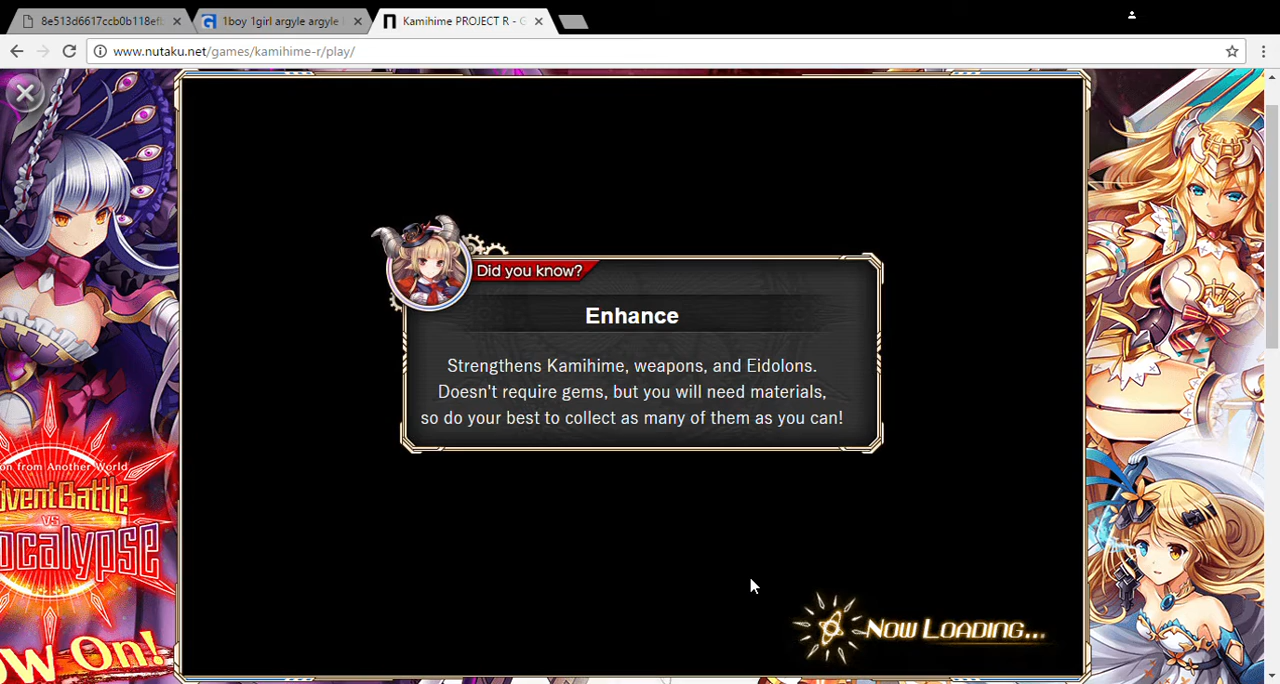 8e513d6617ccb0b118ef
1boy 1girl argyle argyle
Kamihime PROJECT R -
www.nutaku.net/games/kamihime-r/play/
Did you know?
Enhance
Strengthens Kamihime, weapons, and Eidolons.
Doesn't require gems, but you will need materials,
so do your best to collect as many of them as you can!
on from Another World
dventBattle
vs
ocalypse
ow On!
Now Loading...